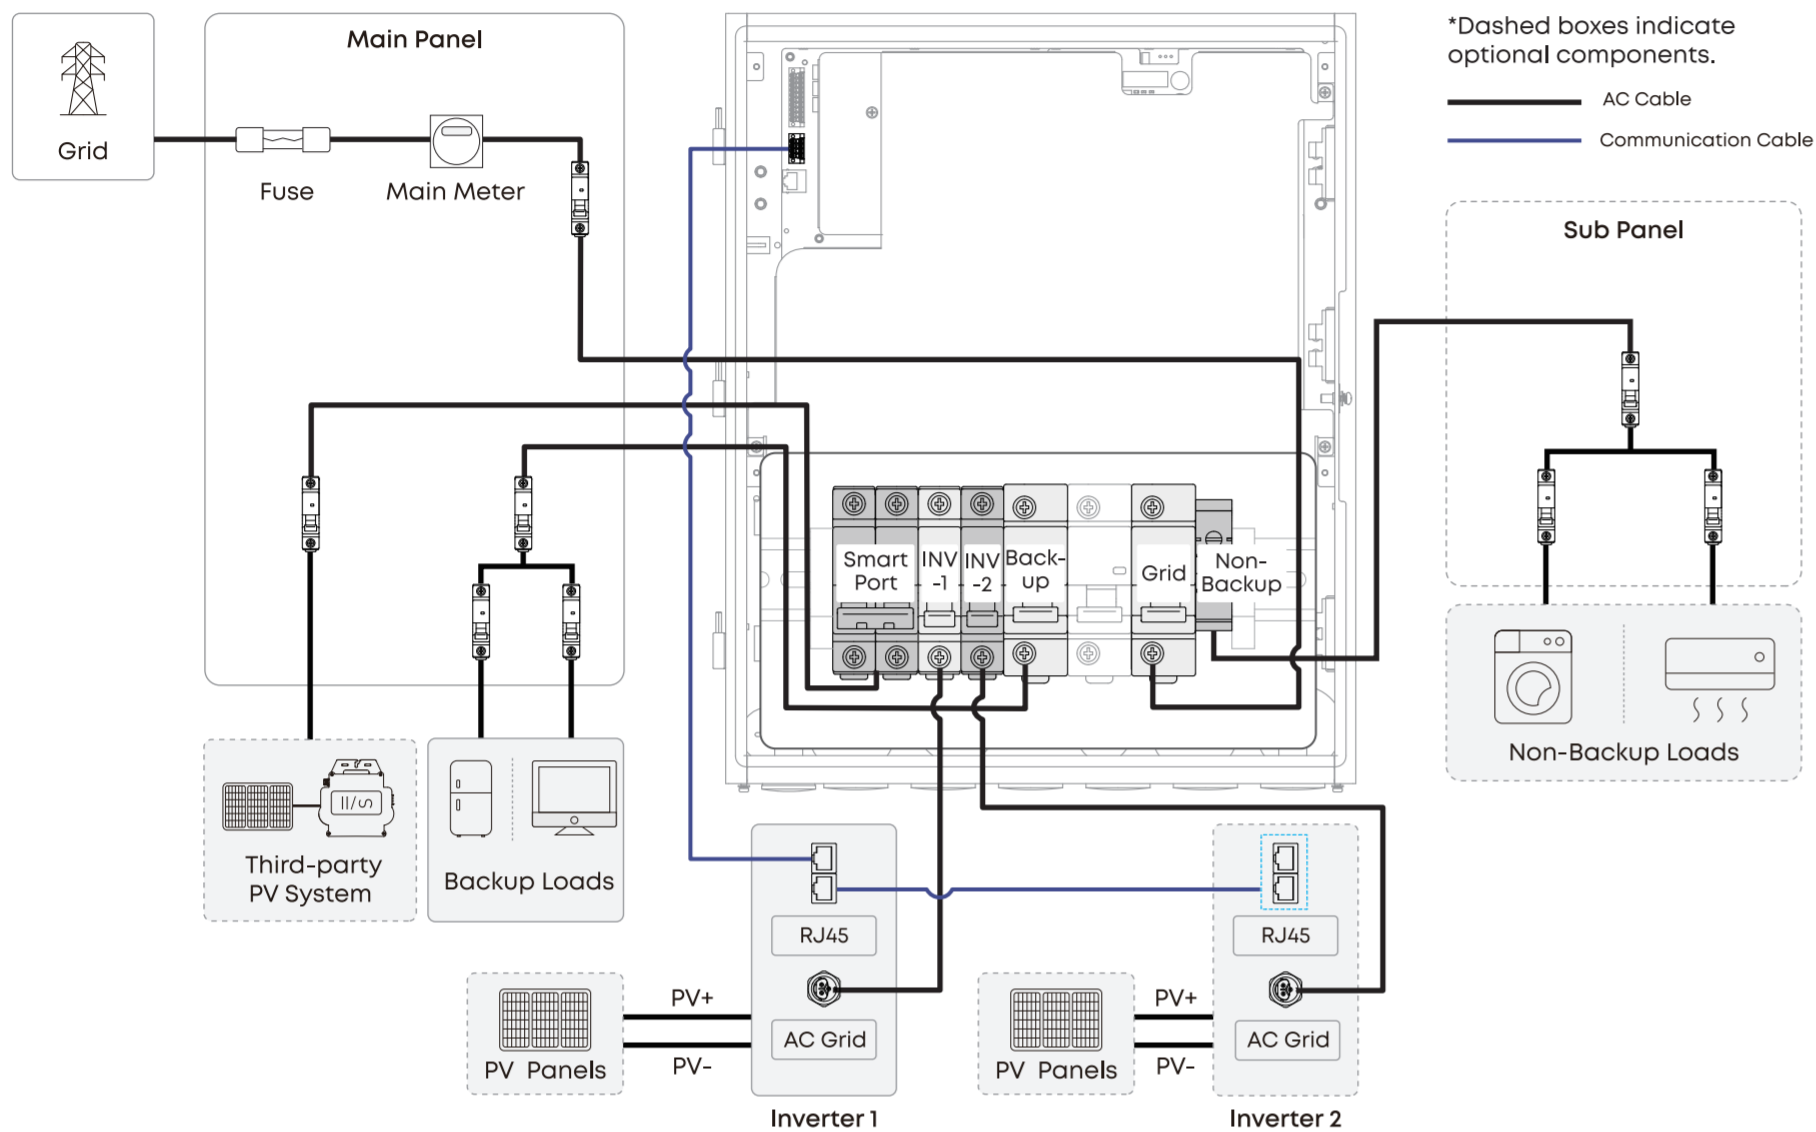 Main Panel
*Dashed boxes indicate
optional components.
AC Cable
Communication Cable
Grid
Fuse
Main Meter
Sub Panel
Smart
Port
INV
-1
INV
-2
Back-
up
Grid
Non-
Backup
Non-Backup Loads
Third-party
PV System
Backup Loads
RJ45
RJ45
PV+
PV-
PV Panels
AC Grid
PV+
PV-
PV Panels
AC Grid
Inverter 1
Inverter 2